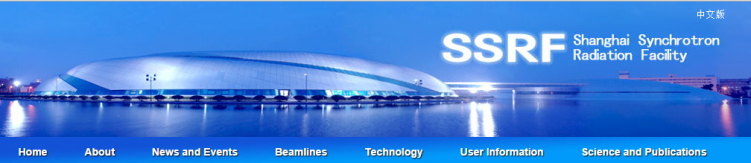 中文版
SSRF Shanghai Synchrotron
Radiation Facility
Home About News and Events Beamlines Technology User Information Science and Publications